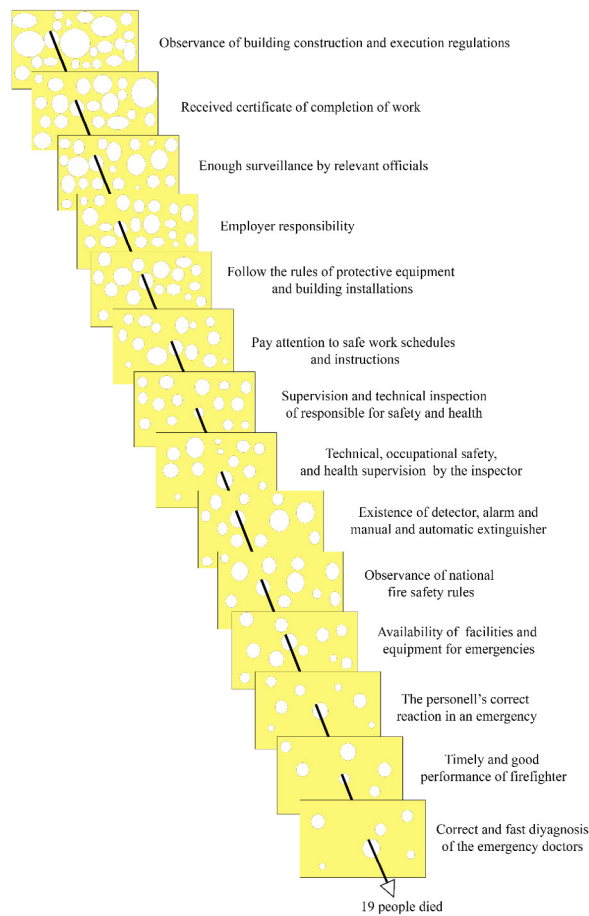 Observance of building construction and execution regulations
Received certificate of completion of work
Enough surveillance by relevant officials
Employer responsibility
Follow the rules of protective equipment
and building installations
Pay attention to safe work schedules
and instructions
Supervision and technical inspection
of responsible for safety and health
Technical, occupational safety,
and health supervision by the inspector
Existence of detector, alarm and
manual and automatic extinguisher
Observance of national
fire safety rules
Availability of facilities and
equipment for emergencies
The personell's correct
reaction in an emergency
Timely and good
performance of firefighter
Correct and fast diyagnosis
of the emergency doctors
19 people died